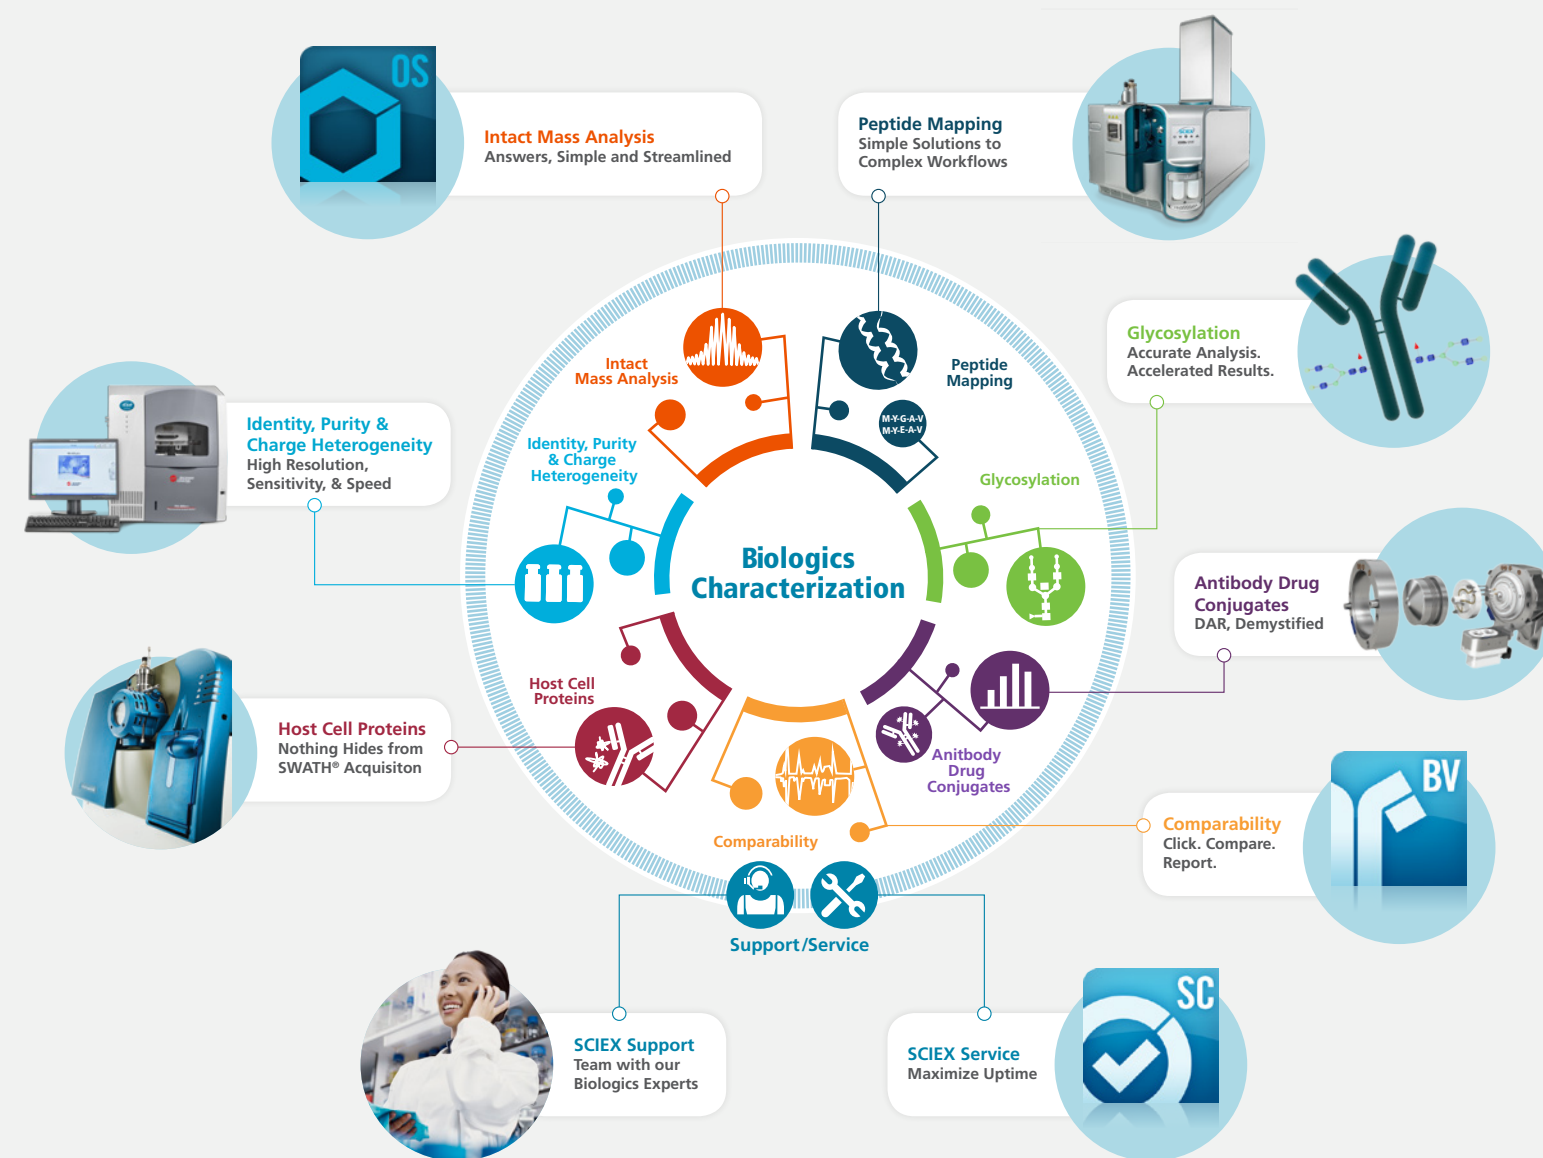 OS
Intact Mass Analysis
Answers, Simple and Streamlined
Peptide Mapping
Simple Solutions to
Complex Workflows
SCIEX
Glycosylation
Accurate Analysis.
Accelerated Results.
Identity, Purity &
Charge Heterogeneity
High Resolution,
Sensitivity, & Speed
Intact
Mass Analysis
Peptide
Mapping
M-Y-G-A-V
M-Y-E-A-V
Identity, Purity
& Charge
Heterogeneity
Glycosylation
Biologics
Characterization
Antibody Drug
Conjugates
DAR, Demystified
Host Cell
Proteins
Host Cell Proteins
Nothing Hides from
SWATH® Acquisiton
Anitbody
Drug
Conjugates
Comparability
BV
Comparability
Click. Compare.
Report.
Support/Service
SCIEX Support
Team with our
Biologics Experts
SCIEX Service
Maximize Uptime
SC